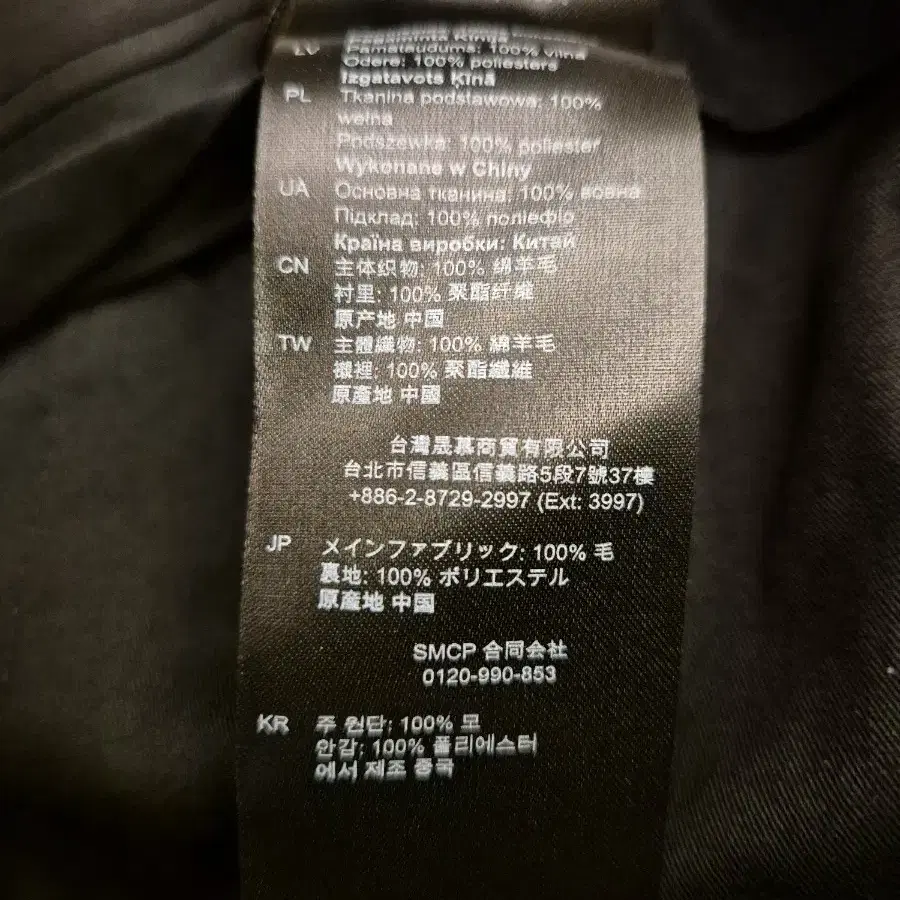 LV
Pamataudums: 100% vilna
Odere: 100% poliesters
Izgatavots Ķīnā
PL Tkanina podstawowa: 100%
wełna
Podszewka: 100% poliester
Wykonane w Chiny
UA Основна тканина: 100% вовна
Підклад: 100% поліефір
Країна виробки: Китай
CN 主体织物: 100% 绵羊毛
衬里: 100% 聚酯纤维
原产地 中国
TW 主體織物: 100% 綿羊毛
襯裡: 100% 聚酯纖維
原產地 中國
台灣晟慕商貿有限公司
台北市信義區信義路5段7號37樓
+886-2-8729-2997 (Ext: 3997)
JP メインファブリック: 100% 毛
裏地: 100% ポリエステル
原產地 中國
SMCP 合同会社
0120-990-853
KR 주 원단: 100% 모
안감: 100% 폴리에스터
에서 제조 중국